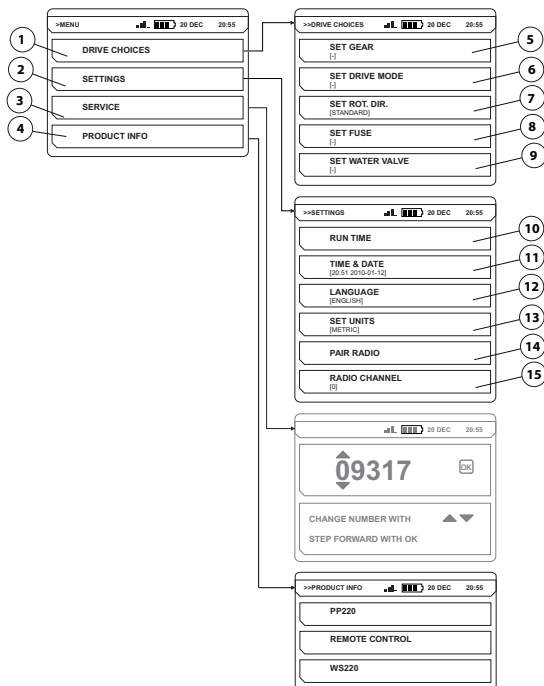 >MENU 20 DEC 20:55
1 DRIVE CHOICES
2 SETTINGS
3 SERVICE
4 PRODUCT INFO
>>DRIVE CHOICES 20 DEC 20:55
SET GEAR 5
[-]
SET DRIVE MODE 6
[-]
SET ROT. DIR. 7
[STANDARD]
SET FUSE 8
[-]
SET WATER VALVE 9
[-]
>>SETTINGS 20 DEC 20:55
RUN TIME 10
TIME & DATE 11
[20:51 2010-01-12]
LANGUAGE 12
[ENGLISH]
SET UNITS 13
[METRIC]
PAIR RADIO 14
RADIO CHANNEL 15
[0]
20 DEC 20:55
09317 OK
CHANGE NUMBER WITH
STEP FORWARD WITH OK
>>PRODUCT INFO 20 DEC 20:55
PP220
REMOTE CONTROL
WS220